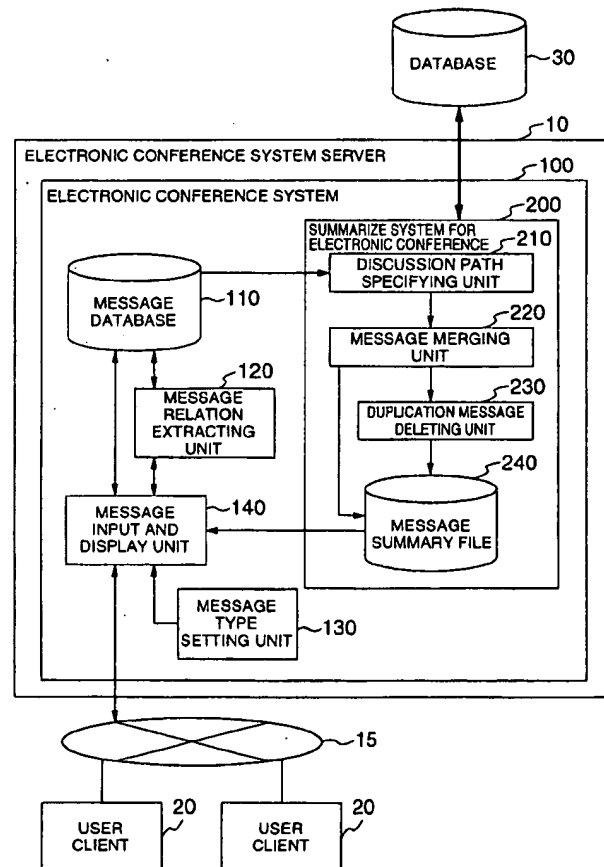 DATABASE
30
10
ELECTRONIC CONFERENCE SYSTEM SERVER
100
ELECTRONIC CONFERENCE SYSTEM
200
SUMMARIZE SYSTEM FOR
ELECTRONIC CONFERENCE
210
DISCUSSION PATH
SPECIFYING UNIT
MESSAGE
DATABASE
110
220
MESSAGE MERGING
UNIT
120
MESSAGE
RELATION
EXTRACTING
UNIT
230
DUPLICATION MESSAGE
DELETING UNIT
240
MESSAGE
SUMMARY FILE
140
MESSAGE
INPUT AND
DISPLAY UNIT
MESSAGE
TYPE
SETTING UNIT
130
15
20
USER
CLIENT
20
USER
CLIENT